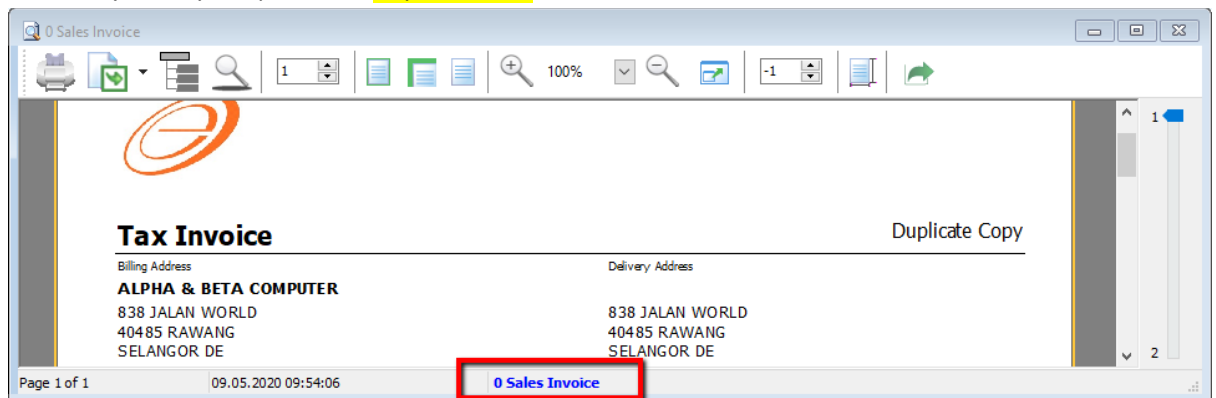 0 Sales Invoice
1 100% -1
1
Tax Invoice Duplicate Copy
Billing Address Delivery Address
ALPHA & BETA COMPUTER
838 JALAN WORLD 838 JALAN WORLD
40485 RAWANG 40485 RAWANG
SELANGOR DE SELANGOR DE
2
Page 1 of 1 09.05.2020 09:54:06 0 Sales Invoice